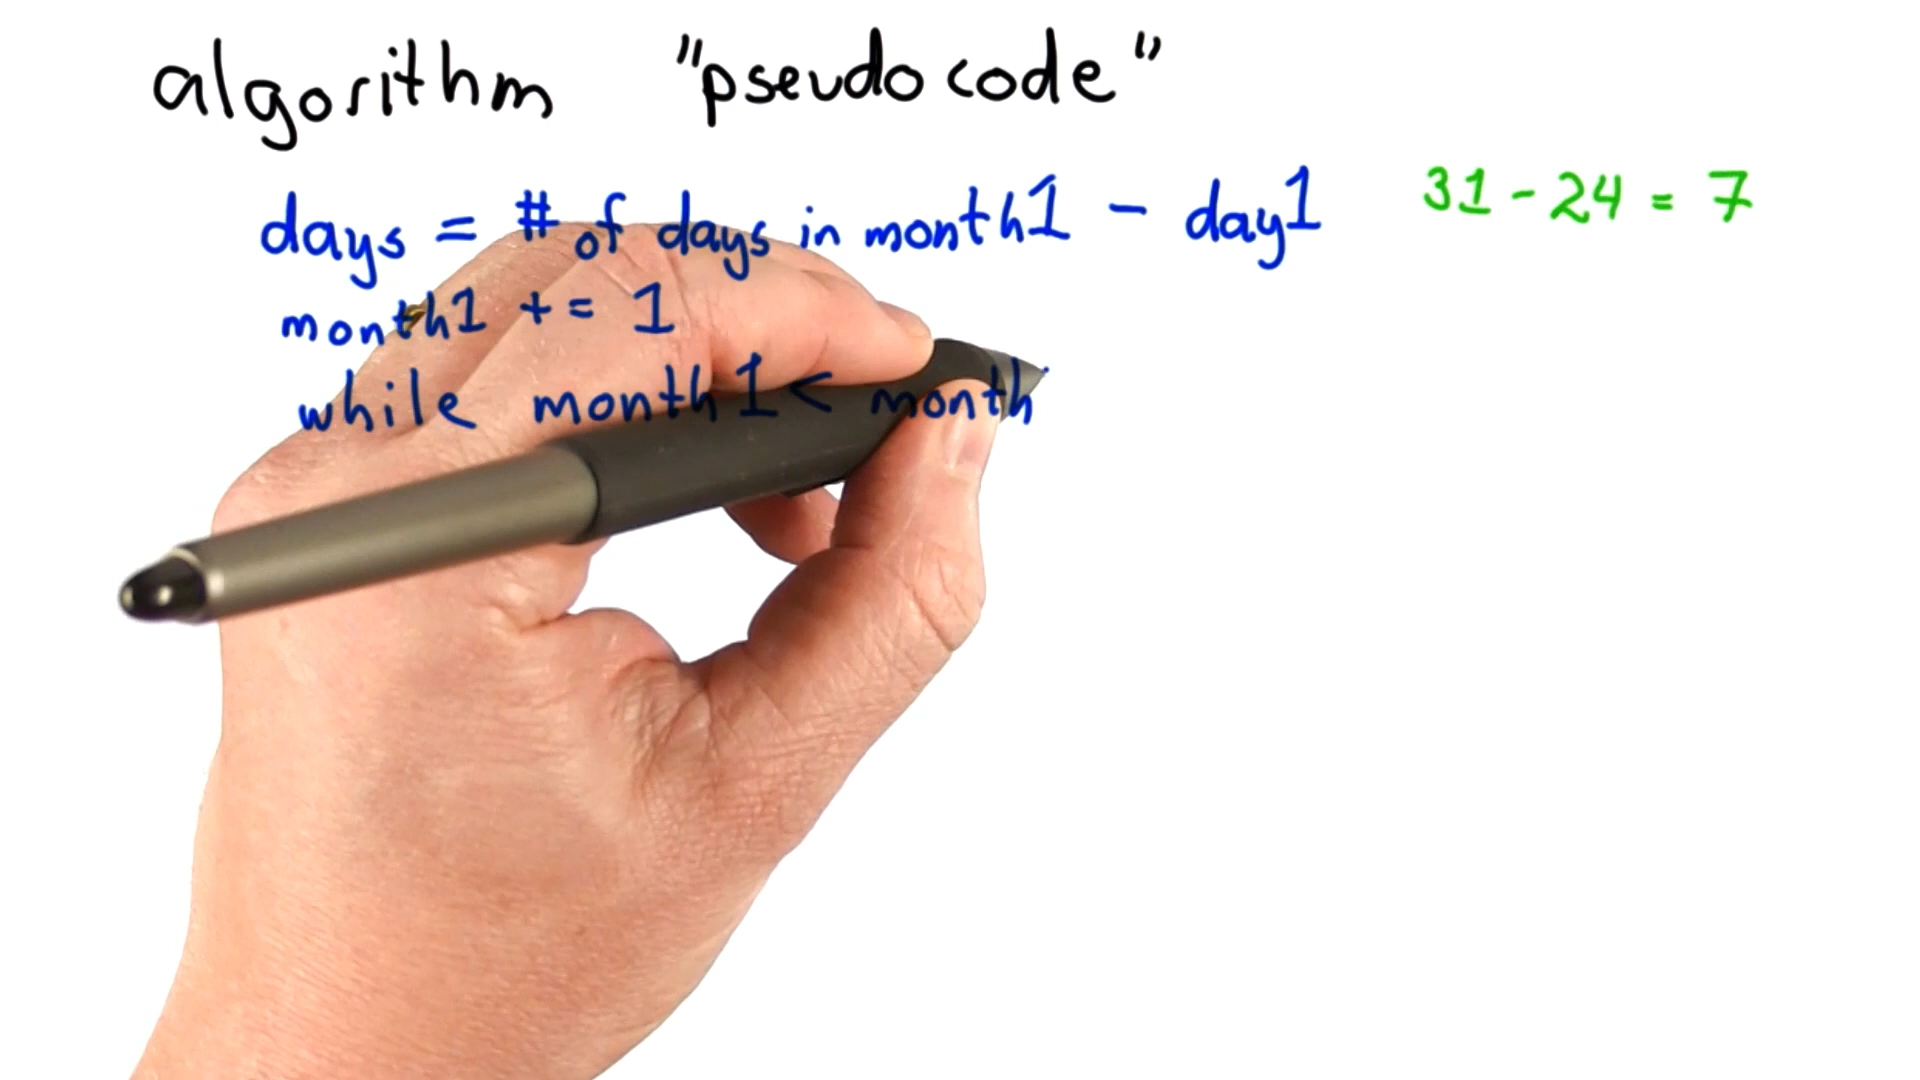 algorithm "pseudo code"
days = # of days in month1 - day1 31 - 24 = 7
month1 += 1
while month1 < month